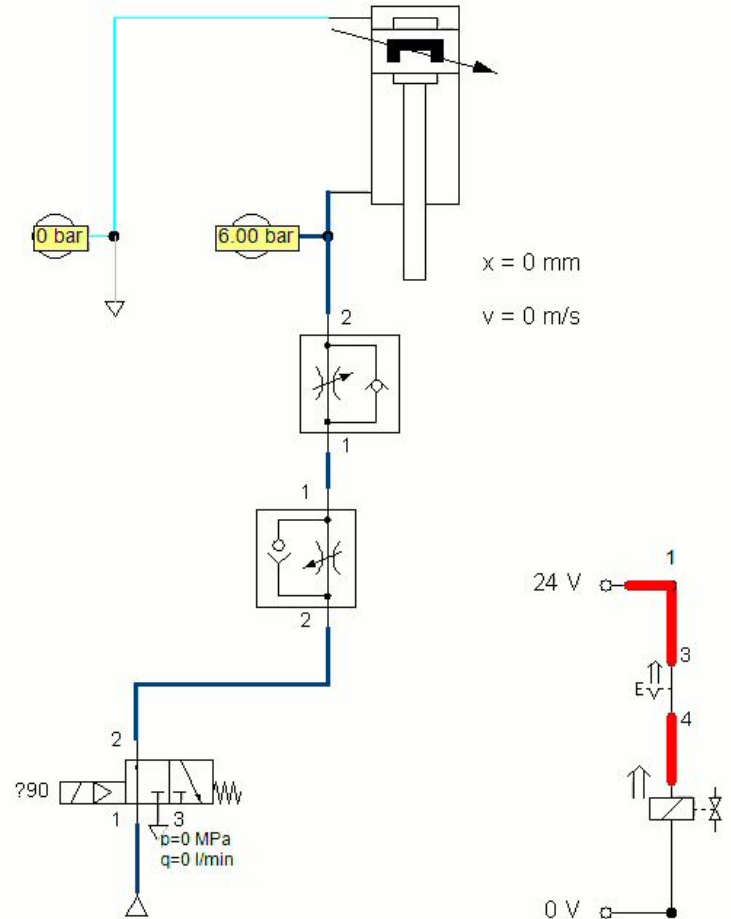 0 bar
6.00 bar
x = 0 mm
v = 0 m/s
2
1
1
2
24 V
1
3
E
4
2
?90
1
3
p=0 MPa
q=0 l/min
0 V